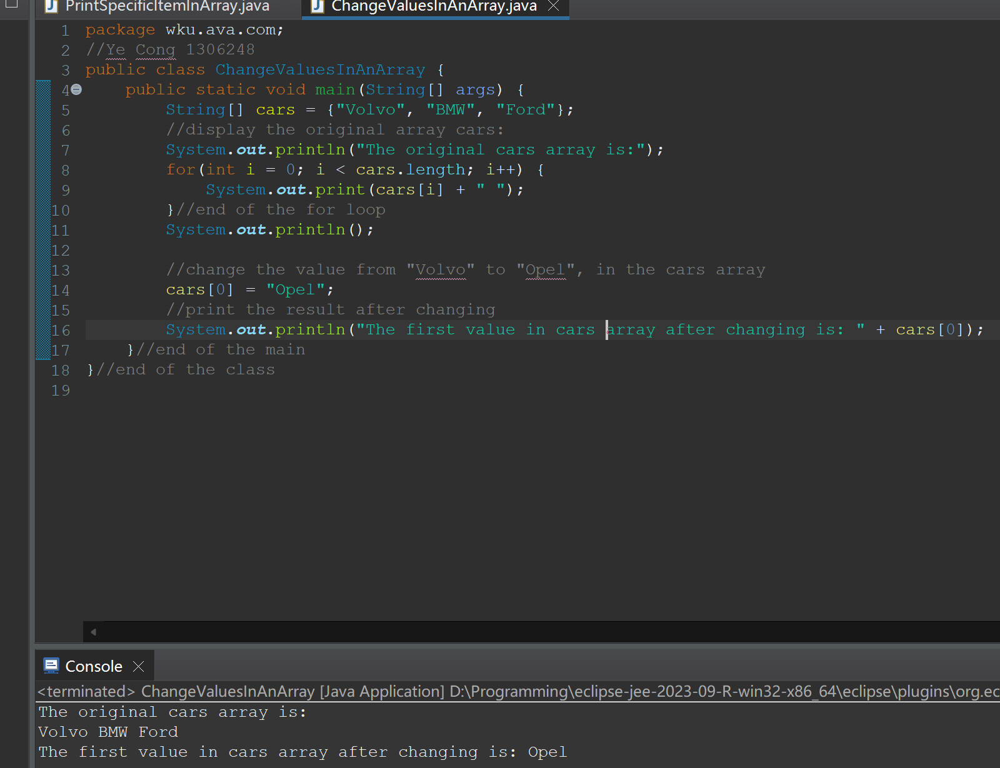 PrintSpecificItemInArray.java ChangeValuesInAnArray.java
1 package wku.ava.com;
2 //Ye Cong 1306248
3 public class ChangeValuesInAnArray {
4 public static void main(String[] args) {
5 String[] cars = {"Volvo", "BMW", "Ford"};
6 //display the original array cars:
7 System.out.println("The original cars array is:");
8 for(int i = 0; i < cars.length; i++) {
9 System.out.print(cars[i] + " ");
10 }//end of the for loop
11 System.out.println();
12
13 //change the value from "Volvo" to "Opel", in the cars array
14 cars[0] = "Opel";
15 //print the result after changing
16 System.out.println("The first value in cars array after changing is: " + cars[0]);
17 }//end of the main
18 }//end of the class
19
Console
<terminated> ChangeValuesInAnArray [Java Application] D:\Programming\eclipse-jee-2023-09-R-win32-x86_64\eclipse\plugins\org.ec
The original cars array is:
Volvo BMW Ford
The first value in cars array after changing is: Opel